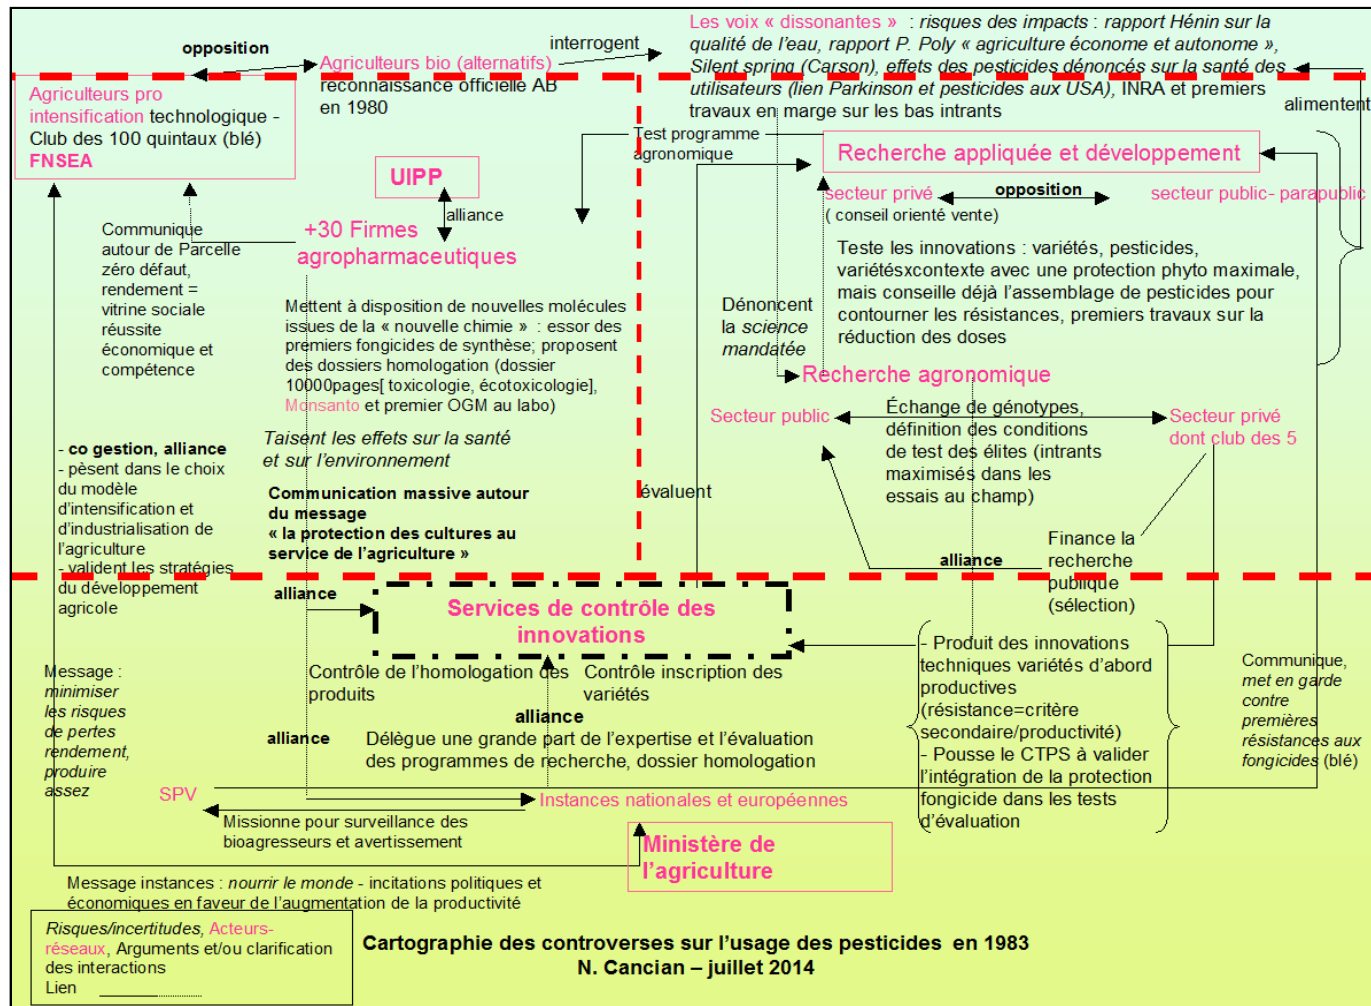 opposition
Agriculteurs bio (alternatifs)
reconnaissance officielle AB
en 1980
interrogent
Les voix « dissonantes » : risques des impacts : rapport Hénin sur la
qualité de l'eau, rapport P. Poly « agriculture économe et autonome »,
Silent spring (Carson), effets des pesticides dénoncés sur la santé des
utilisateurs (lien Parkinson et pesticides aux USA), INRA et premiers
travaux en marge sur les bas intrants
alimentent
Agriculteurs pro
intensification technologique -
Club des 100 quintaux (blé)
FNSEA
UIPP
alliance
Test programme
agronomique
Recherche appliquée et développement
secteur privé
( conseil orienté vente)
opposition
secteur public- parapublic
Communique
autour de Parcelle
zéro défaut,
rendement =
vitrine sociale
réussite
économique et
compétence
+30 Firmes
agropharmaceutiques
Mettent à disposition de nouvelles molécules
issues de la « nouvelle chimie » : essor des
premiers fongicides de synthèse; proposent
des dossiers homologation (dossier
10000pages[ toxicologie, écotoxicologie],
Monsanto et premier OGM au labo)
Taisent les effets sur la santé
et sur l'environnement
Communication massive autour
du message
« la protection des cultures au
service de l'agriculture »
Teste les innovations : variétés, pesticides,
variétésxcontexte avec une protection phyto maximale,
mais conseille déjà l'assemblage de pesticides pour
contourner les résistances, premiers travaux sur la
réduction des doses
Dénoncent
la science
mandatée
Recherche agronomique
Secteur public
Échange de génotypes,
définition des conditions
de test des élites (intrants
maximisés dans les
essais au champ)
Secteur privé
dont club des 5
évaluent
- co gestion, alliance
- pèsent dans le choix
du modèle
d'intensification et
d'industrialisation de
l'agriculture
- valident les stratégies
du développement
agricole
alliance
Finance la
recherche
publique
(sélection)
alliance
Services de contrôle des
innovations
Contrôle de l'homologation des
produits
Contrôle inscription des
variétés
alliance
alliance
Délègue une grande part de l'expertise et l'évaluation
des programmes de recherche, dossier homologation
- Produit des innovations
techniques variétés d'abord
productives
(résistance=critère
secondaire/productivité)
- Pousse le CTPS à valider
l'intégration de la protection
fongicide dans les tests
d'évaluation
Communique,
met en garde
contre
premières
résistances aux
fongicides (blé)
Message :
minimiser
les risques
de pertes
rendement,
produire
assez
SPV
Instances nationales et européennes
Missionne pour surveillance des
bioagresseurs et avertissement
Ministère de
l'agriculture
Message instances : nourrir le monde - incitations politiques et
économiques en faveur de l'augmentation de la productivité
Risques/incertitudes, Acteurs-
réseaux, Arguments et/ou clarification
des interactions
Lien
Cartographie des controverses sur l'usage des pesticides en 1983
N. Cancian – juillet 2014